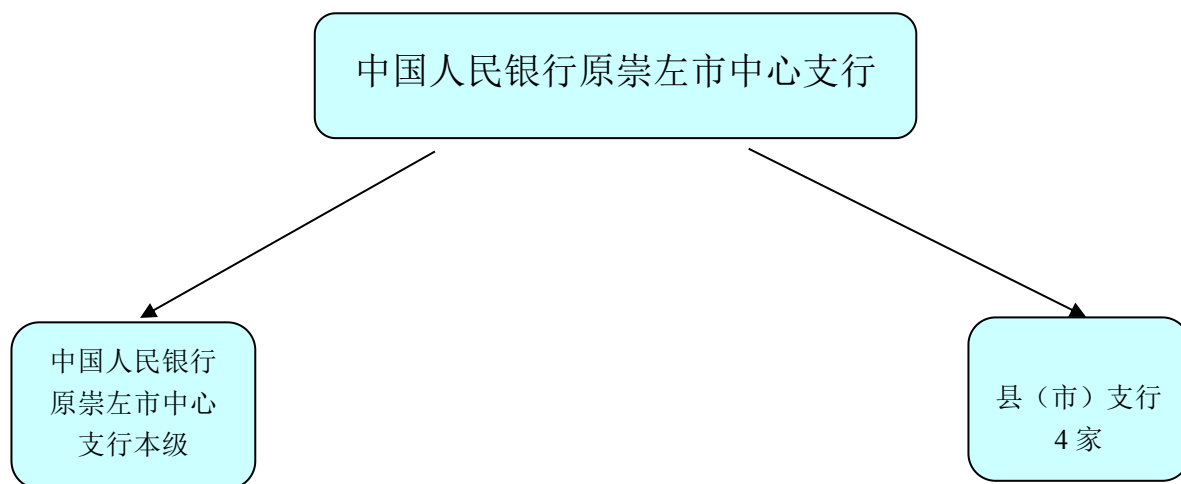 中国人民银行原崇左市中心支行
中国人民银行
原崇左市中心
支行本级
县（市）支行
4 家